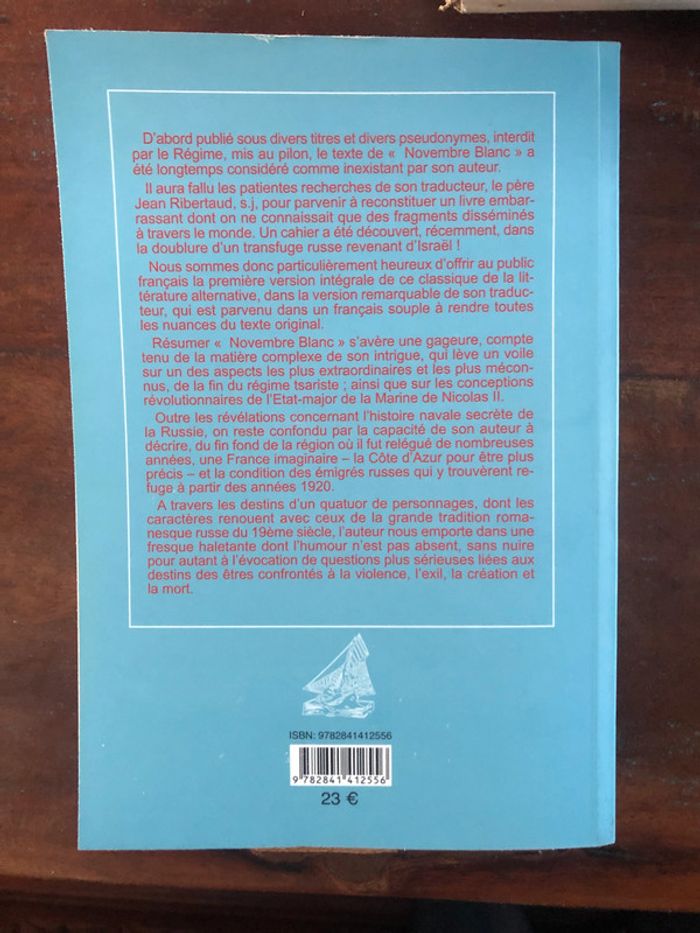 D'abord publié sous divers titres et divers pseudonymes, interdit
par le Régime, mis au pilon, le texte de « Novembre Blanc » a
été longtemps considéré comme inexistant par son auteur.
Il aura fallu les patientes recherches de son traducteur, le père
Jean Ribertaud, s.j, pour parvenir à reconstituer un livre embar-
rassant dont on ne connaissait que des fragments disséminés
à travers le monde. Un cahier a été découvert, récemment, dans
la doublure d'un transfuge russe revenant d'Israël !
Nous sommes donc particulièrement heureux d'offrir au public
français la première version intégrale de ce classique de la lit-
térature alternative, dans la version remarquable de son traduc-
teur, qui est parvenu dans un français souple à rendre toutes
les nuances du texte original.
Résumer « Novembre Blanc » s'avère une gageure, compte
tenu de la matière complexe de son intrigue, qui lève un voile
sur un des aspects les plus extraordinaires et les plus mécon-
nus, de la fin du régime tsariste ; ainsi que sur les conceptions
révolutionnaires de l'Etat-major de la Marine de Nicolas II.
Outre les révélations concernant l'histoire navale secrète de
la Russie, on reste confondu par la capacité de son auteur à
décrire, du fin fond de la région où il fut relégué de nombreuses
années, une France imaginaire – la Côte d'Azur pour être plus
précis – et la condition des émigrés russes qui y trouvèrent re-
fuge à partir des années 1920.
A travers les destins d'un quatuor de personnages, dont les
caractères renouent avec ceux de la grande tradition roma-
nesque russe du 19ème siècle, l'auteur nous emporte dans une
fresque haletante dont l'humour n'est pas absent, sans nuire
pour autant à l'évocation de questions plus sérieuses liées aux
destins des êtres confrontés à la violence, l'exil, la création et
la mort.
ISBN: 9782841412556
9 782841 412556
23 €